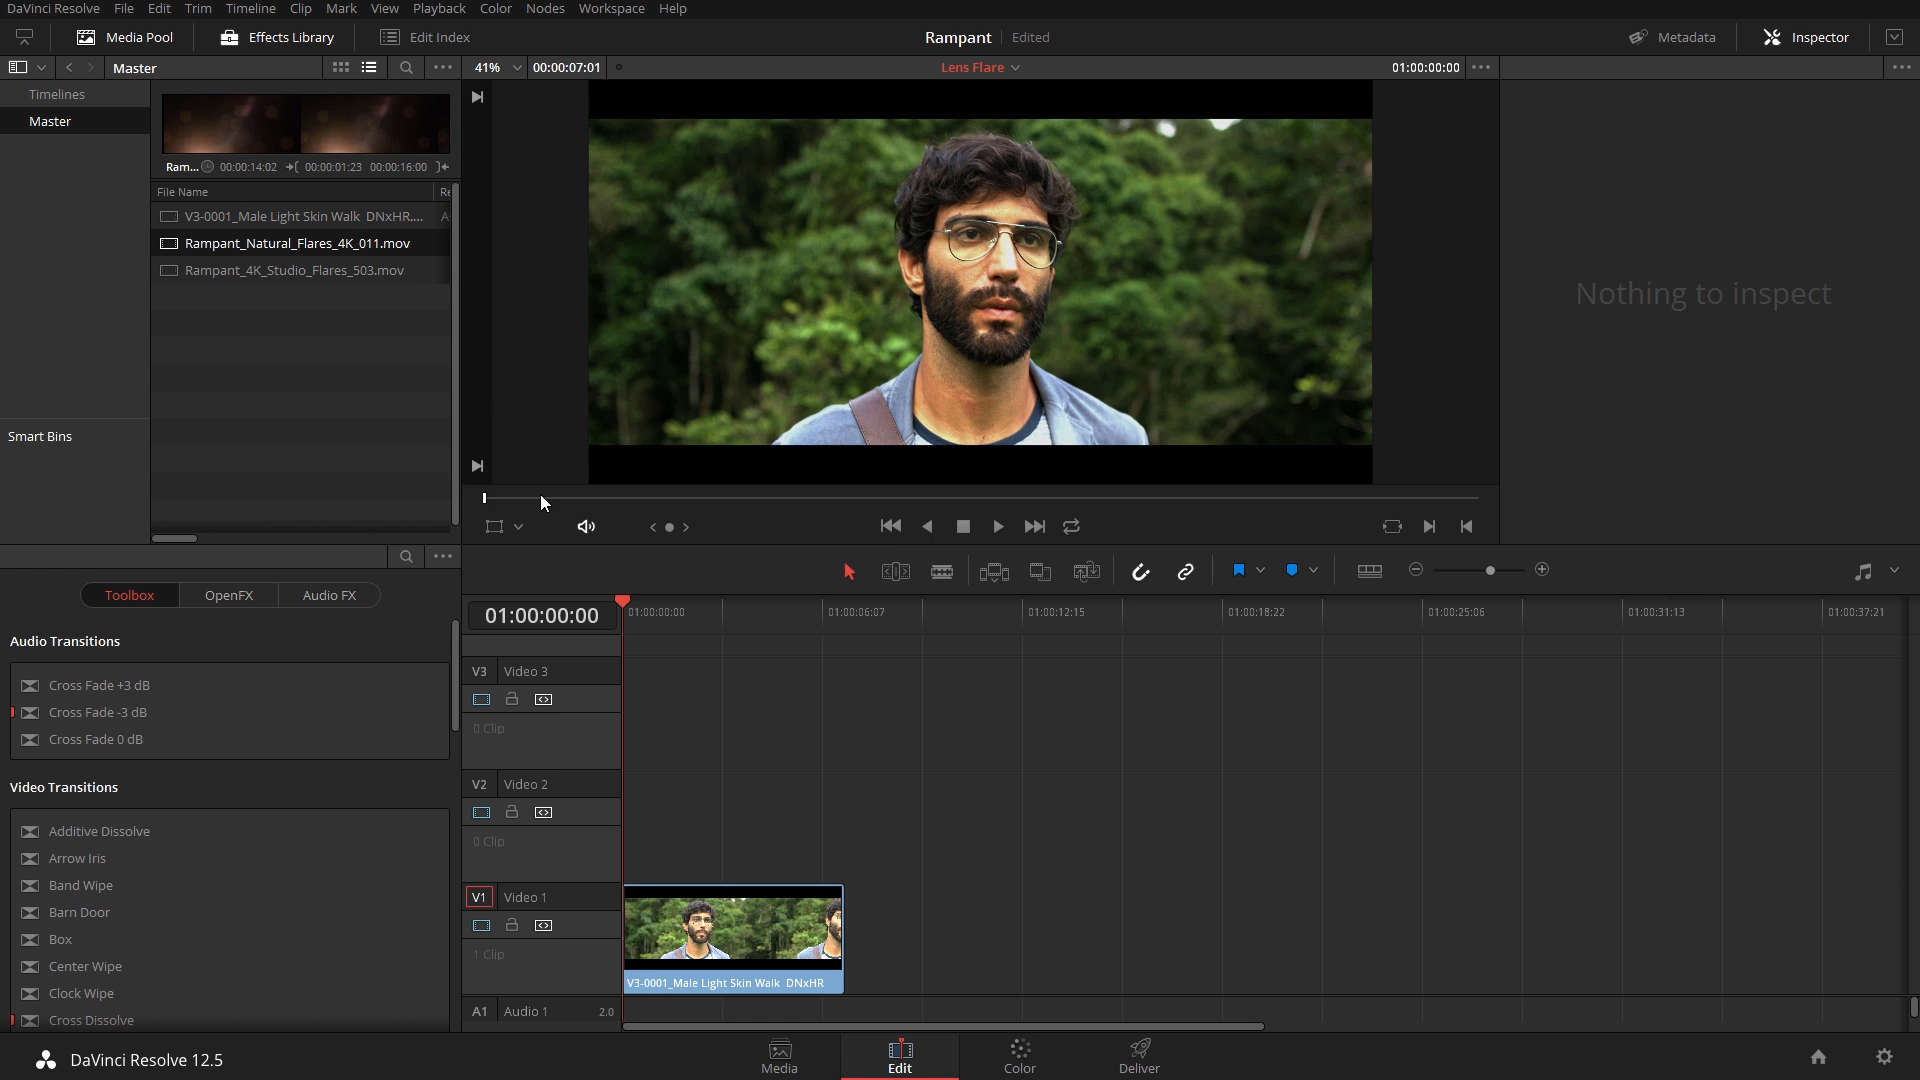 DaVinci Resolve File Edit Trim Timeline Clip Mark View Playback Color Nodes Workspace Help
Media Pool Effects Library Edit Index Rampant Edited Metadata Inspector
Master 41% 00:00:07:01 Lens Flare 01:00:00:00
Timelines
Master
Ram... 00:00:14:02 00:00:01:23 00:00:16:00
File Name Re
V3-0001_Male Light Skin Walk DNxHR.... A
Rampant_Natural_Flares_4K_011.mov
Rampant_4K_Studio_Flares_503.mov
Nothing to inspect
Smart Bins
Toolbox OpenFX Audio FX
Audio Transitions
Cross Fade +3 dB
Cross Fade -3 dB
Cross Fade 0 dB
Video Transitions
Additive Dissolve
Arrow Iris
Band Wipe
Barn Door
Box
Center Wipe
Clock Wipe
Cross Dissolve
01:00:00:00 01:00:00:00 01:00:06:07 01:00:12:15 01:00:18:22 01:00:25:06 01:00:31:13 01:00:37:21
V3 Video 3
0 Clip
V2 Video 2
0 Clip
V1 Video 1
1 Clip
V3-0001_Male Light Skin Walk DNxHR
A1 Audio 1 2.0
DaVinci Resolve 12.5 Media Edit Color Deliver